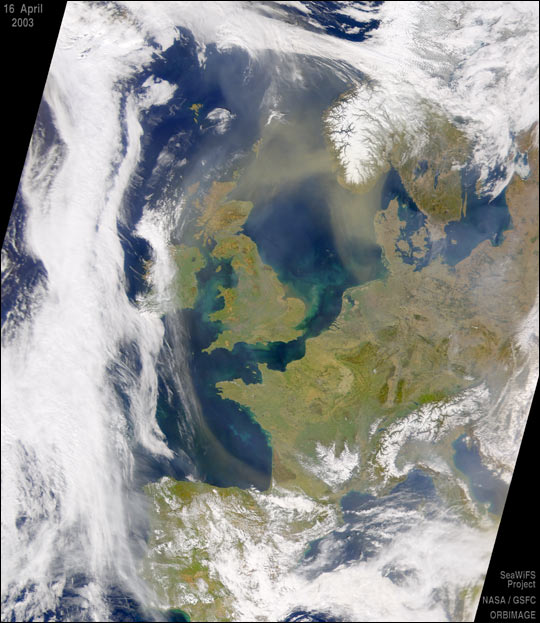 16 April
2003
SeaWiFS
Project
NASA / GSFC
ORBIMAGE